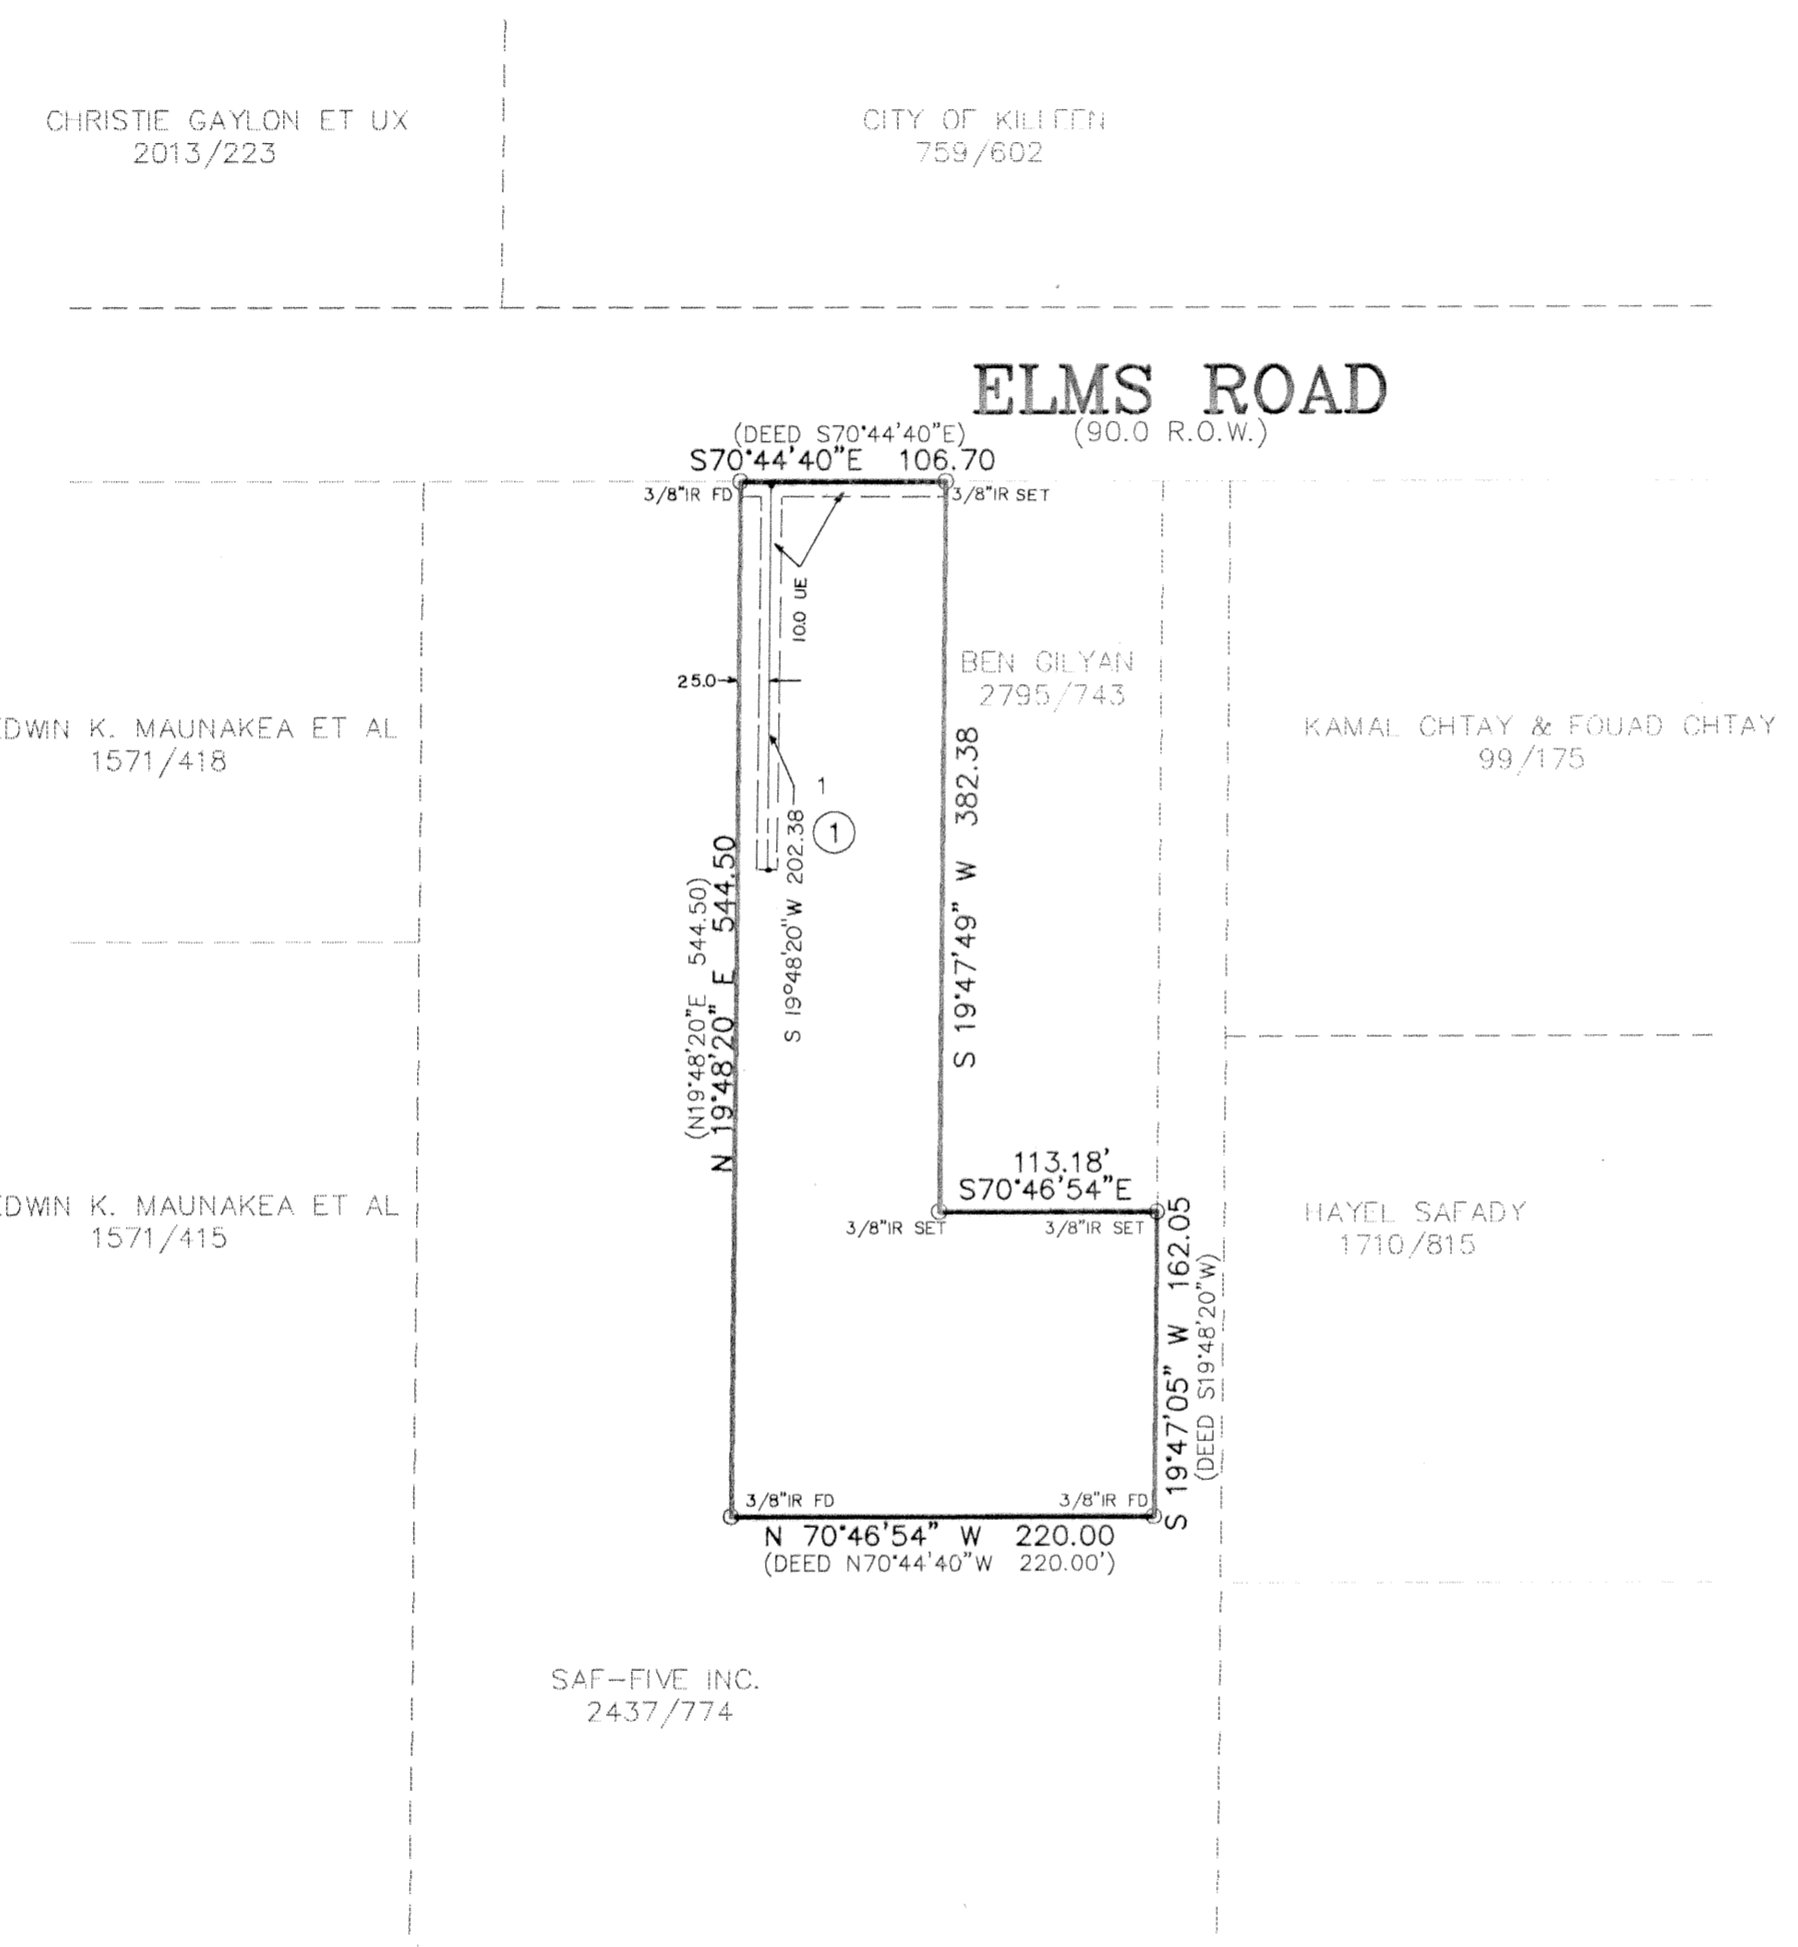 CHRISTIE GAYLON ET UX
2013/223
CITY OF KILLEEN
759/602
ELMS ROAD
(90.0 R.O.W.)
(DEED S70°44'40"E)
S70°44'40"E 106.70
3/8"IR FD
3/8"IR SET
10.0 UE
25.0
BEN GILYAN
2795/743
EDWIN K. MAUNAKEA ET AL
1571/418
KAMAL CHTAY & FOUAD CHTAY
99/175
1
1
S 19°48'20"W 202.38
S 19°47'49" W 382.38
N 19°48'20" E 544.50
(N19°48'20"E 544.50)
113.18'
S70°46'54"E
3/8"IR SET
3/8"IR SET
EDWIN K. MAUNAKEA ET AL
1571/415
HAYEL SAFADY
1710/815
S 19°47'05" W 162.05
(DEED S19°48'20"W)
3/8"IR FD
3/8"IR FD
N 70°46'54" W 220.00
(DEED N70°44'40"W 220.00')
SAF-FIVE INC.
2437/774